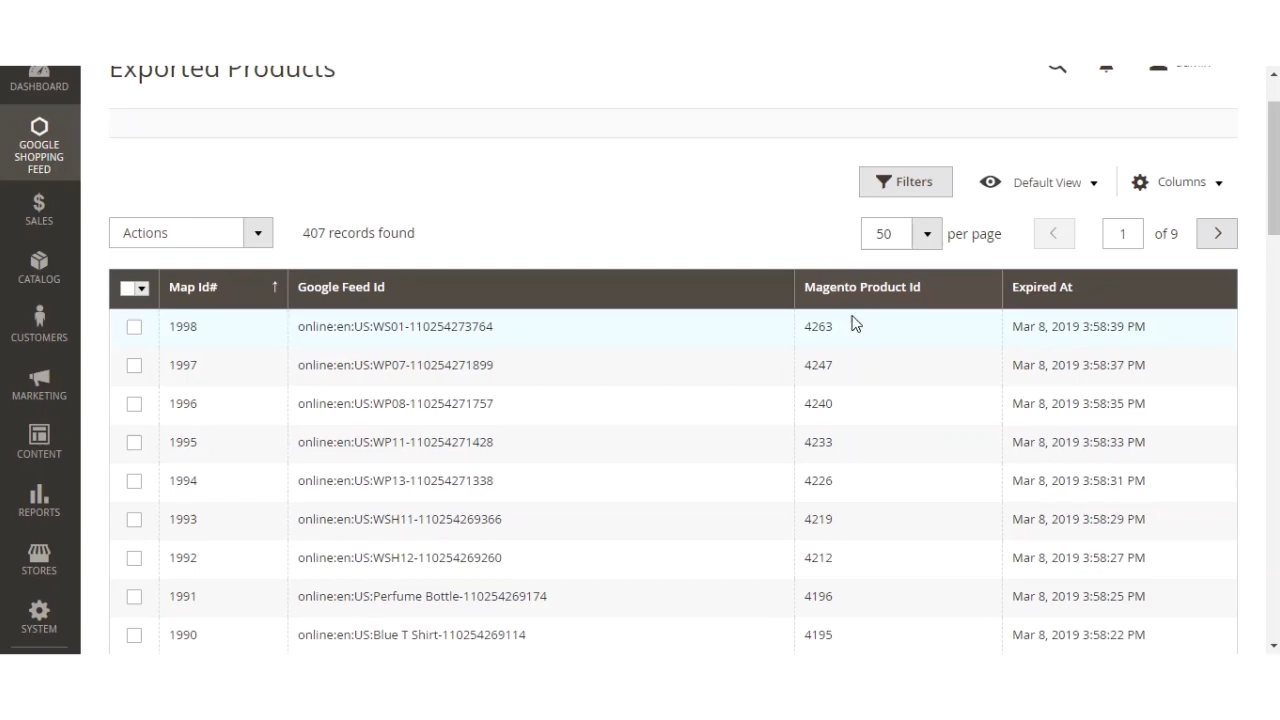 Exported Products
DASHBOARD
GOOGLE
SHOPPING
FEED
SALES
CATALOG
CUSTOMERS
MARKETING
CONTENT
REPORTS
STORES
SYSTEM
admin
Filters
Default View
Columns
Actions
407 records found
50 per page
1 of 9
Map Id# ↑ Google Feed Id Magento Product Id Expired At
1998 online:en:US:WS01-110254273764 4263 Mar 8, 2019 3:58:39 PM
1997 online:en:US:WP07-110254271899 4247 Mar 8, 2019 3:58:37 PM
1996 online:en:US:WP08-110254271757 4240 Mar 8, 2019 3:58:35 PM
1995 online:en:US:WP11-110254271428 4233 Mar 8, 2019 3:58:33 PM
1994 online:en:US:WP13-110254271338 4226 Mar 8, 2019 3:58:31 PM
1993 online:en:US:WSH11-110254269366 4219 Mar 8, 2019 3:58:29 PM
1992 online:en:US:WSH12-110254269260 4212 Mar 8, 2019 3:58:27 PM
1991 online:en:US:Perfume Bottle-110254269174 4196 Mar 8, 2019 3:58:25 PM
1990 online:en:US:Blue T Shirt-110254269114 4195 Mar 8, 2019 3:58:22 PM